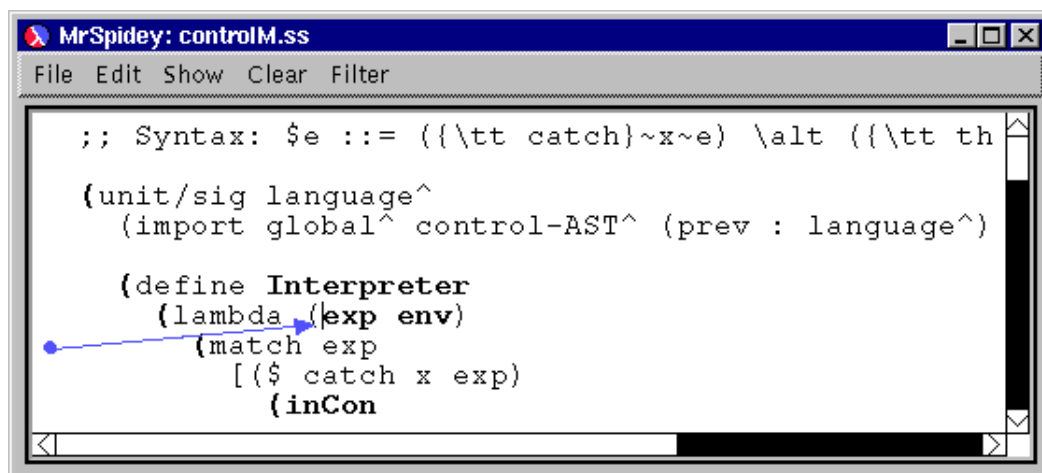 MrSpidey: controlM.ss
File Edit Show Clear Filter
;; Syntax: $e ::= ({\tt catch}~x~e) \alt ({\tt th
(unit/sig language^
(import global^ control-AST^ (prev : language^)
(define Interpreter
(lambda (exp env)
(match exp
[($ catch x exp)
(inCon